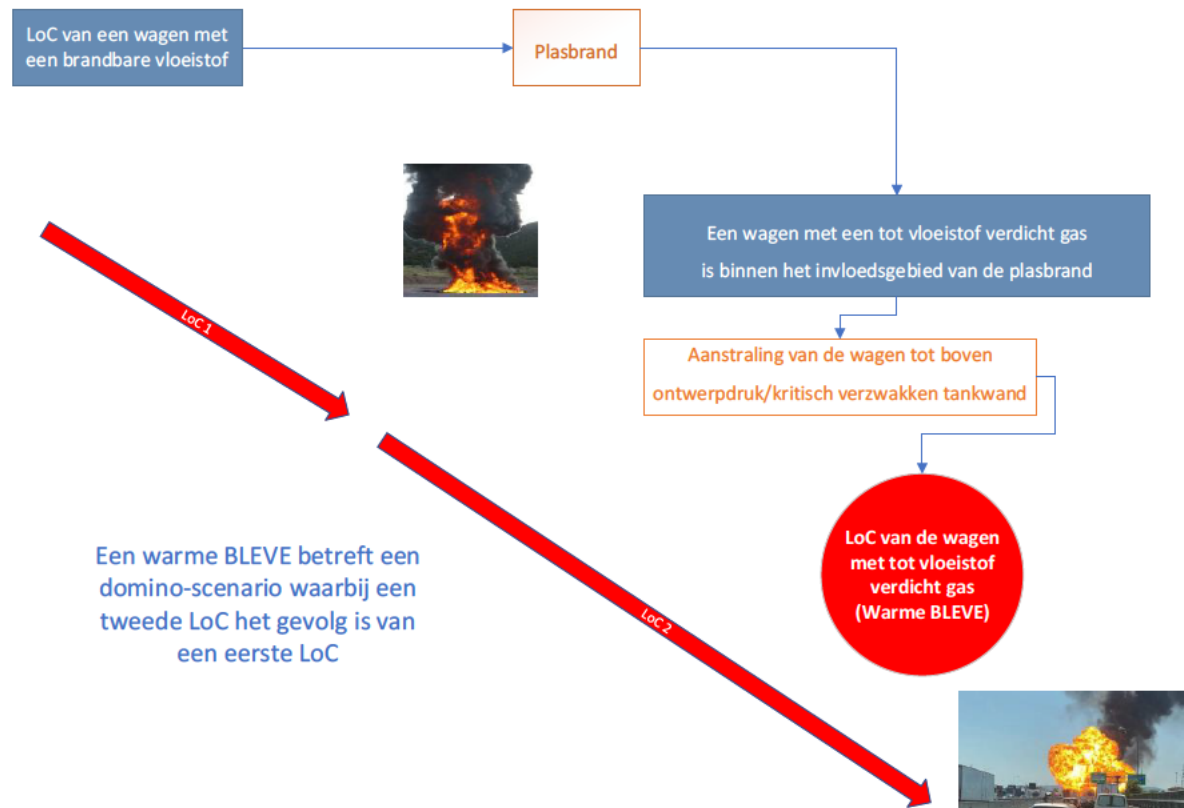 LoC van een wagen met
een brandbare vloeistof
Plasbrand
Een wagen met een tot vloeistof verdicht gas
is binnen het invloedsgebied van de plasbrand
LoC 1
Aanstraling van de wagen tot boven
ontwerpdruk/kritisch verzwakken tankwand
LoC van de wagen
met tot vloeistof
verdicht gas
(Warme BLEVE)
Een warme BLEVE betreft een
domino-scenario waarbij een
tweede LoC het gevolg is van
een eerste LoC
LoC 2